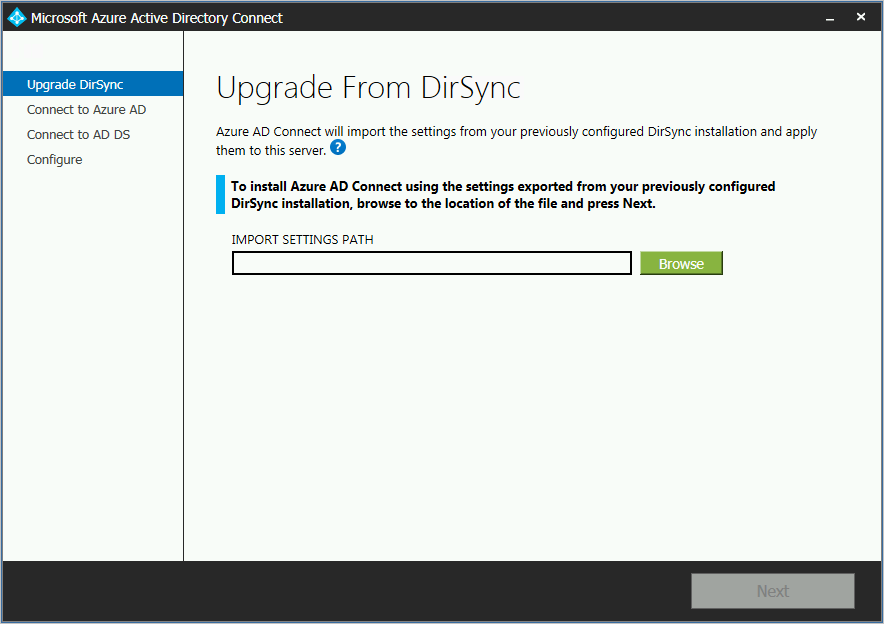 Microsoft Azure Active Directory Connect
Upgrade DirSync
Connect to Azure AD
Connect to AD DS
Configure
Upgrade From DirSync
Azure AD Connect will import the settings from your previously configured DirSync installation and apply
them to this server. ?
To install Azure AD Connect using the settings exported from your previously configured
DirSync installation, browse to the location of the file and press Next.
IMPORT SETTINGS PATH
Browse
Next